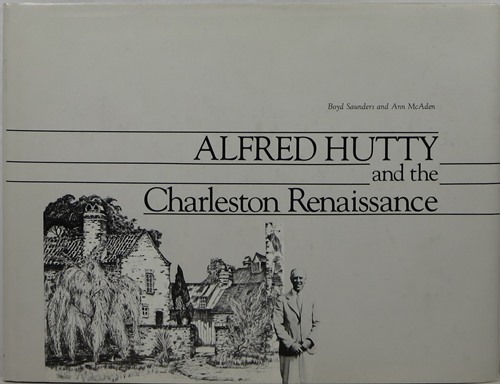 Boyd Saunders and Ann McAden
ALFRED HUTTY
and the
Charleston Renaissance